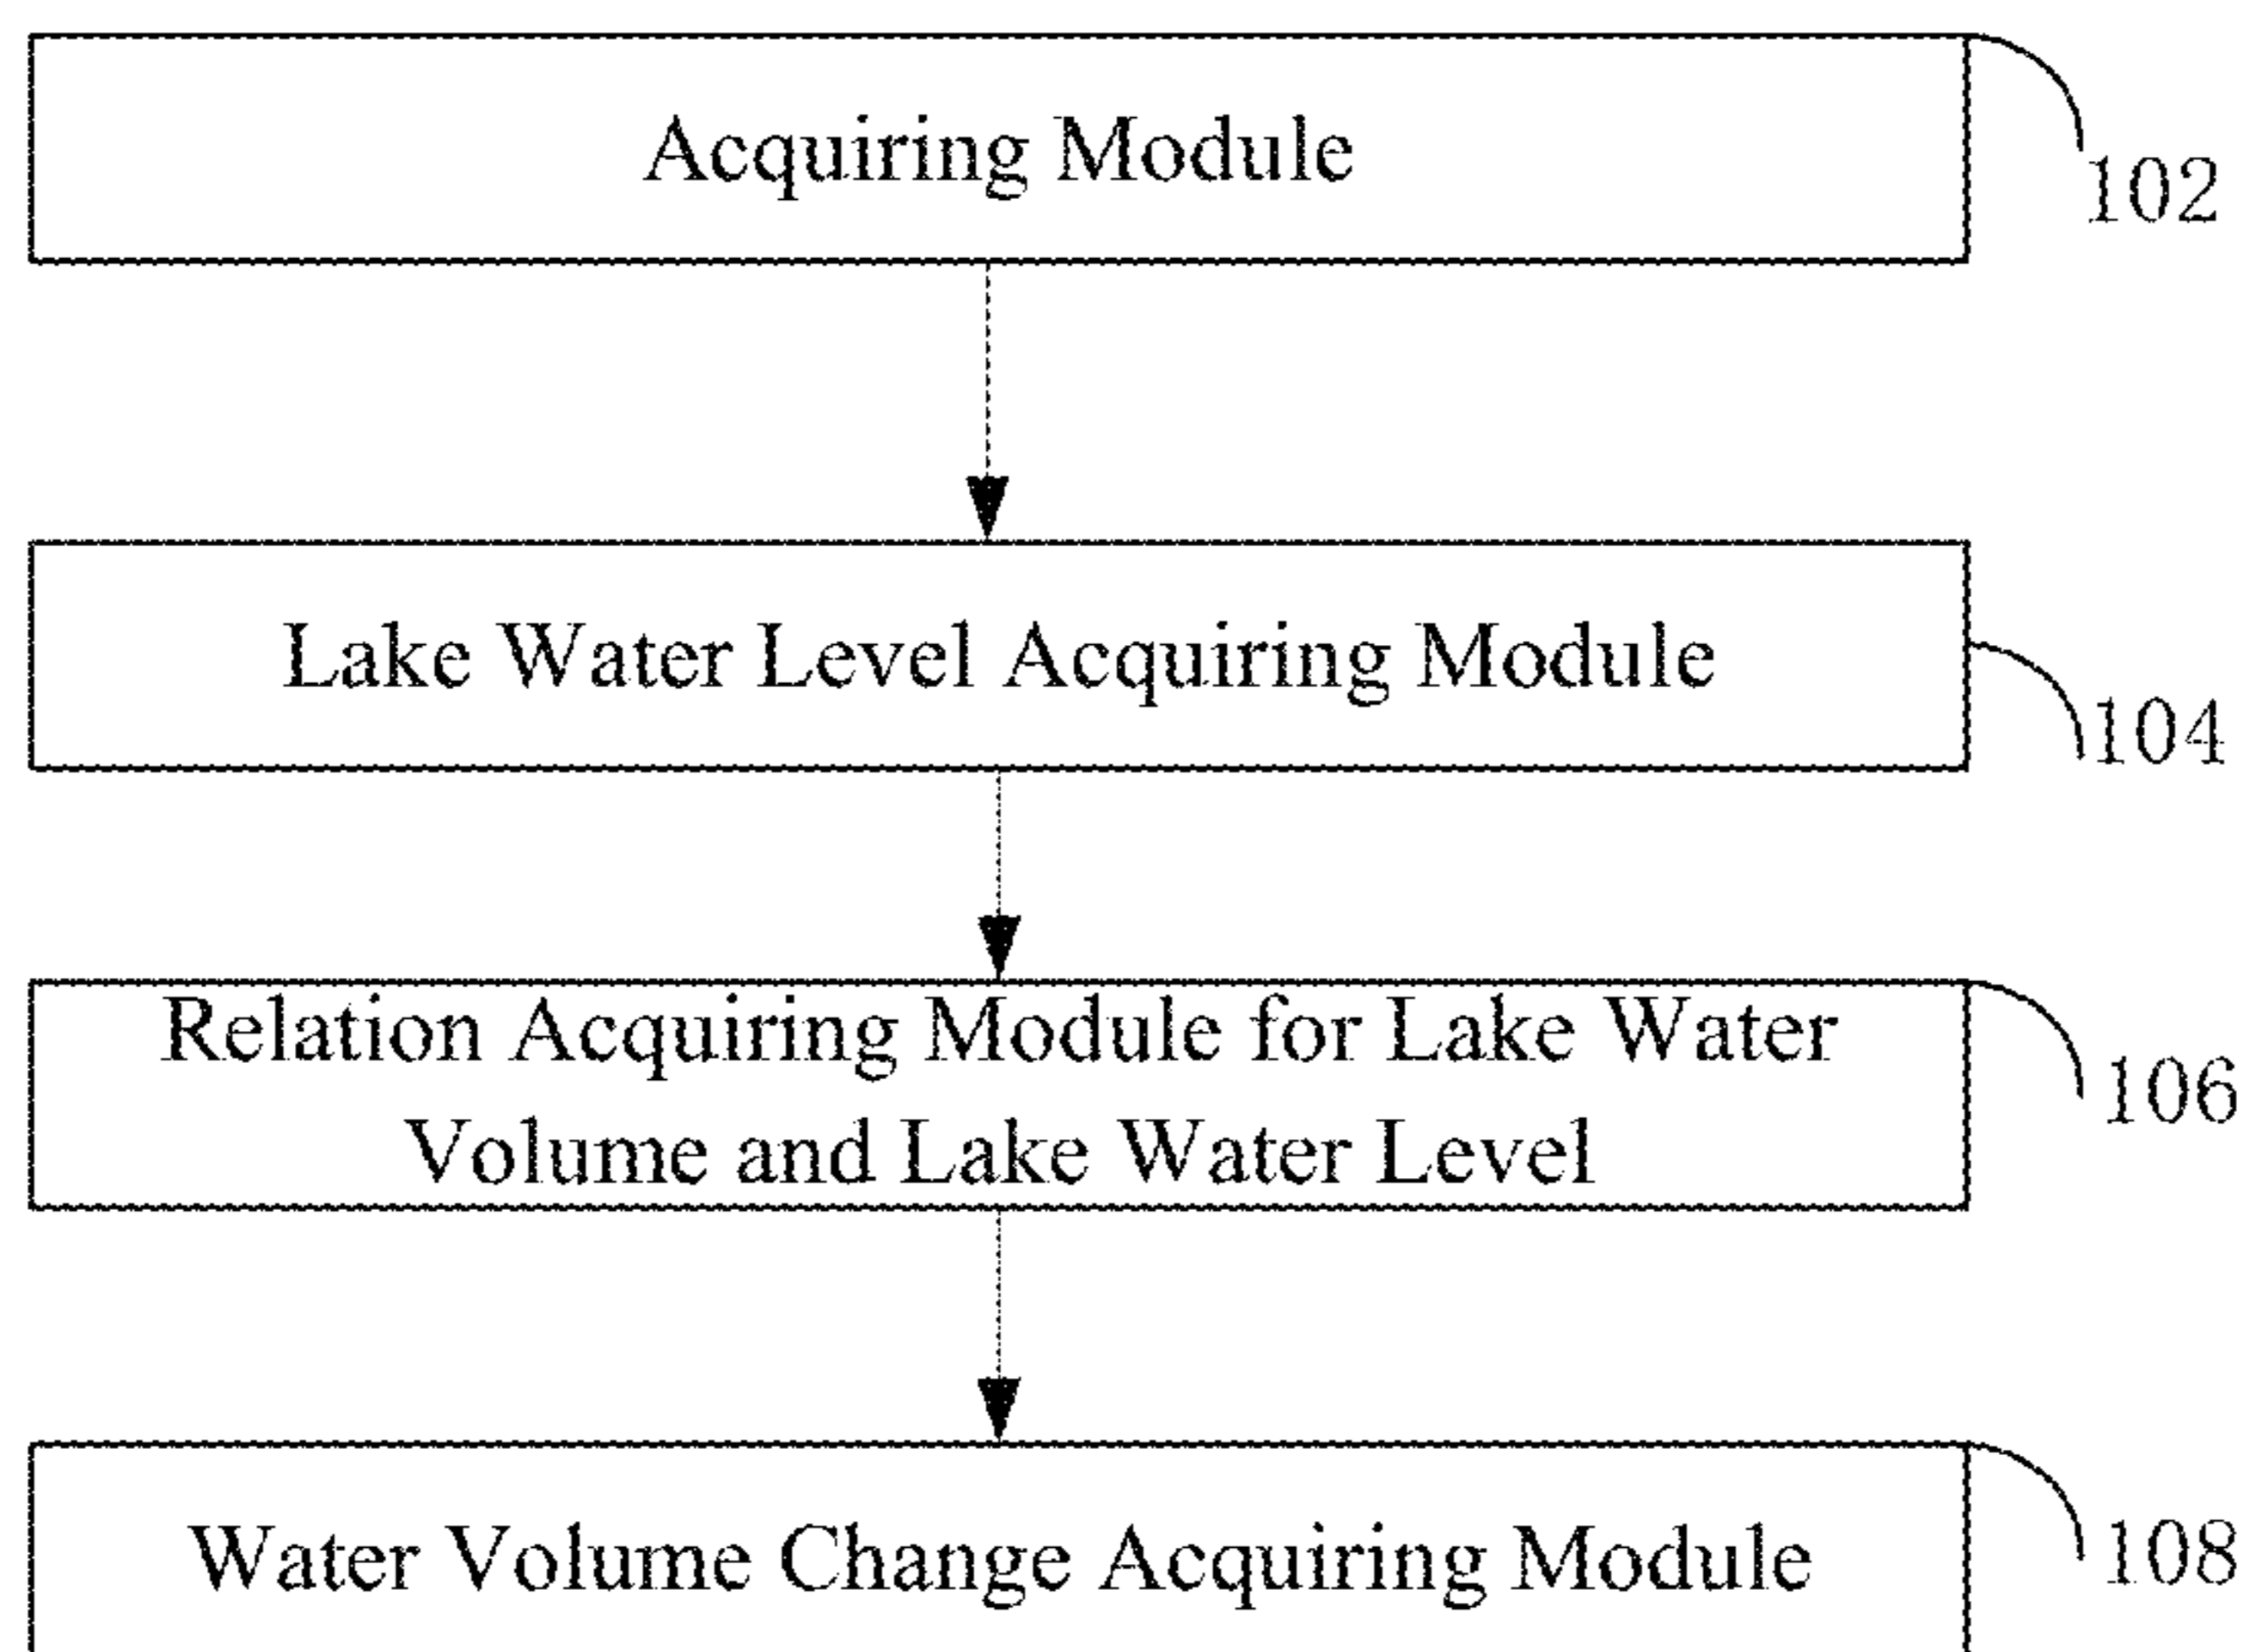 Acquiring Module
102
Lake Water Level Acquiring Module
104
Relation Acquiring Module for Lake Water
Volume and Lake Water Level
106
Water Volume Change Acquiring Module
108